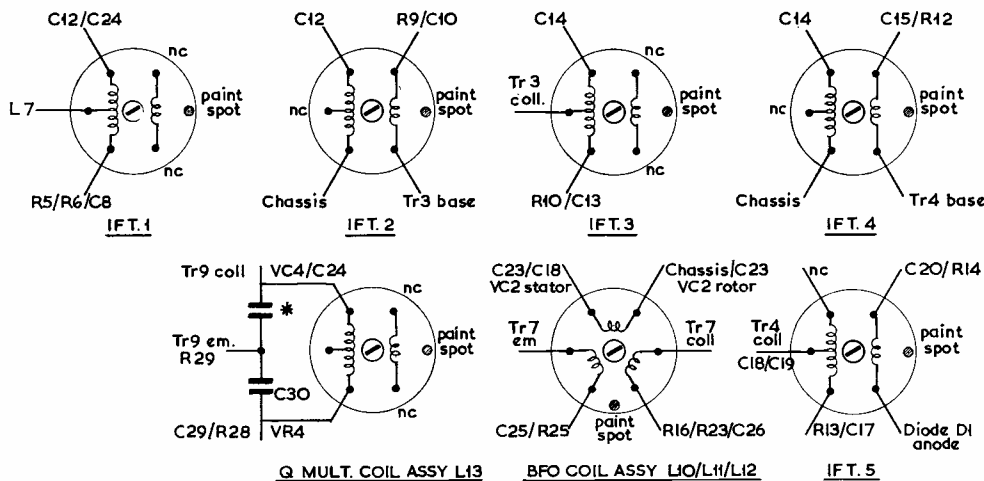 C12/C24
nc
L7
paint
spot
nc
R5/R6/C8
IFT.1
C12
R9/C10
nc
paint
spot
Chassis
Tr3 base
IFT. 2
C14
nc
Tr 3
coll.
paint
spot
R10/C13
nc
IFT. 3
C14
C15/R12
nc
paint
spot
Chassis
Tr4 base
IFT. 4
Tr9 coll
VC4/C24
nc
*
Tr9 em.
R29
paint
spot
C30
C29/R28
VR4
nc
Q MULT. COIL ASSY L13
C23/C18
VC2 stator
Chassis/C23
VC2 rotor
Tr7
em
Tr7
coll
C25/R25
paint
spot
R16/R23/C26
BFO COIL ASSY L10/L11/L12
nc
C20/R14
Tr4
coll
C18/C19
paint
spot
R13/C17
Diode D1
anode
IFT. 5